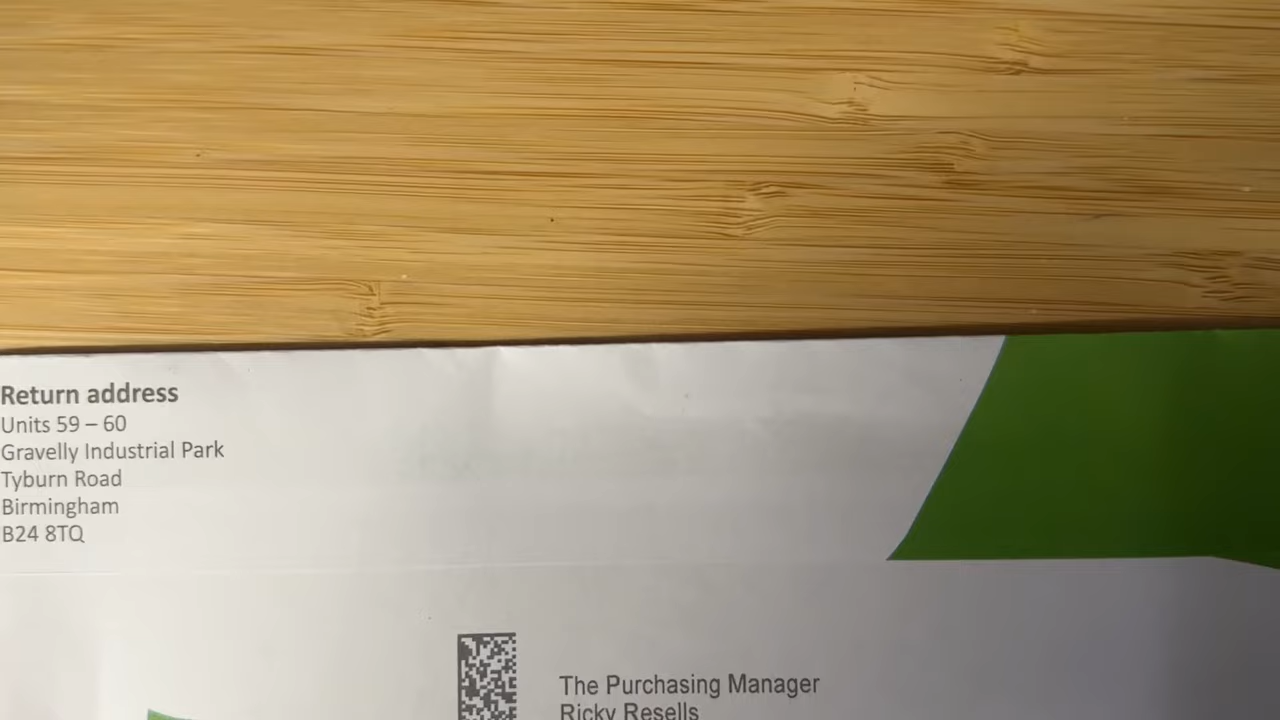 Return address
Units 59 – 60
Gravelly Industrial Park
Tyburn Road
Birmingham
B24 8TQ
The Purchasing Manager
Ricky Resells